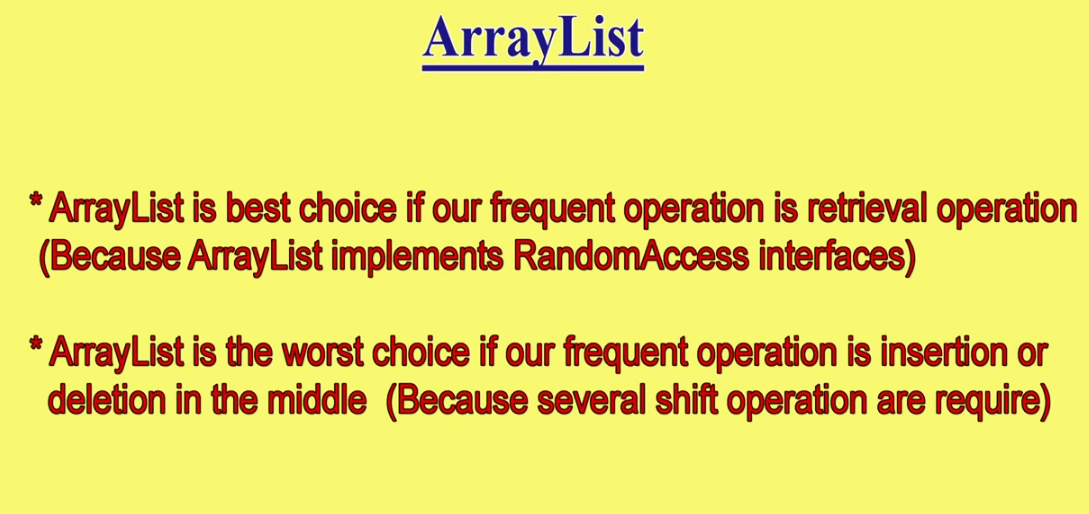 ArrayList
* ArrayList is best choice if our frequent operation is retrieval operation
(Because ArrayList implements RandomAccess interfaces)
* ArrayList is the worst choice if our frequent operation is insertion or
deletion in the middle (Because several shift operation are require)